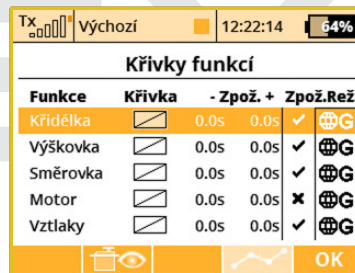 Tx Výchozí 12:22:14 64%
Křivky funkcí
Funkce Křivka - Zpož. + Zpož.Rež
Křidélka 0.0s 0.0s G
Výškovka 0.0s 0.0s G
Směrovka 0.0s 0.0s G
Motor 0.0s 0.0s G
Vztlaky 0.0s 0.0s G
OK